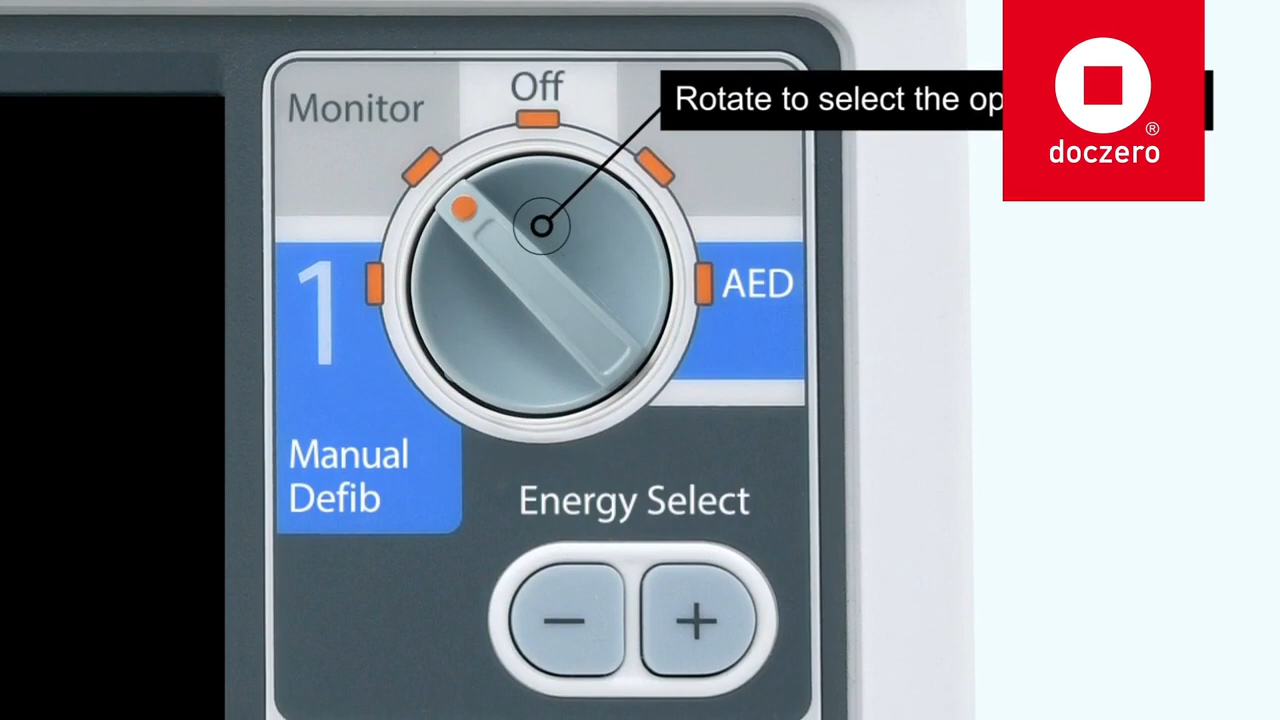 Monitor
Off
Rotate to select the op
®
doczero
1
AED
Manual
Defib
Energy Select
− +